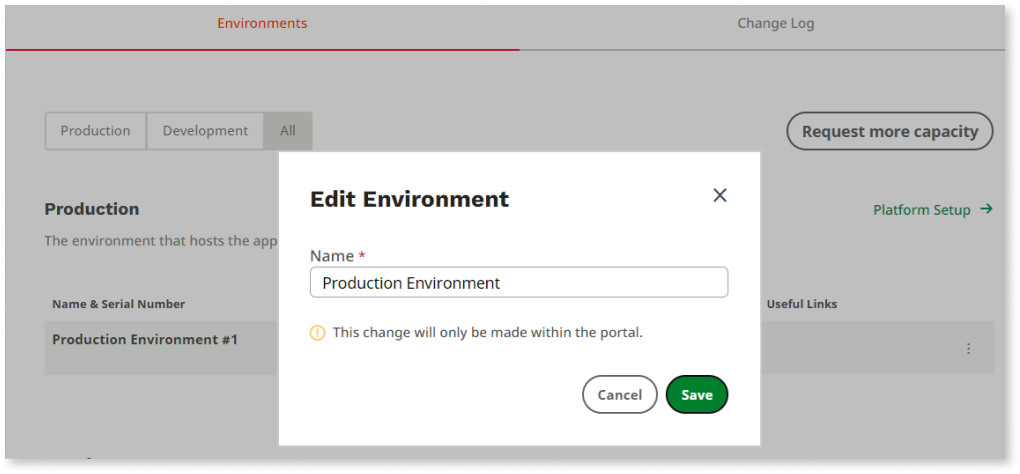 Environments
Change Log
Production
Development
All
Request more capacity
Edit Environment
Production
Platform Setup
The environment that hosts the app
Name *
Production Environment
Name & Serial Number
Useful Links
This change will only be made within the portal.
Production Environment #1
Cancel
Save